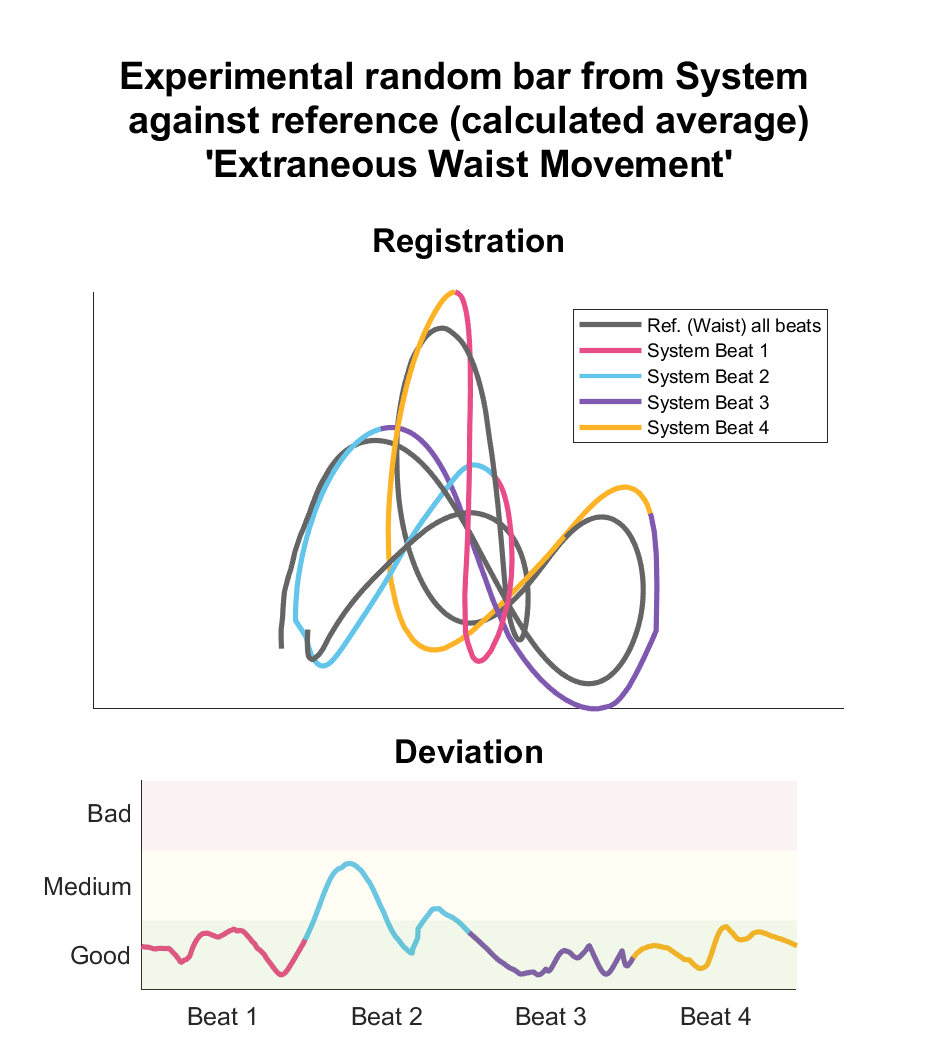 Experimental random bar from System
against reference (calculated average)
'Extraneous Waist Movement'
Registration
Ref. (Waist) all beats
System Beat 1
System Beat 2
System Beat 3
System Beat 4
Deviation
Bad
Medium
Good
Beat 1 Beat 2 Beat 3 Beat 4